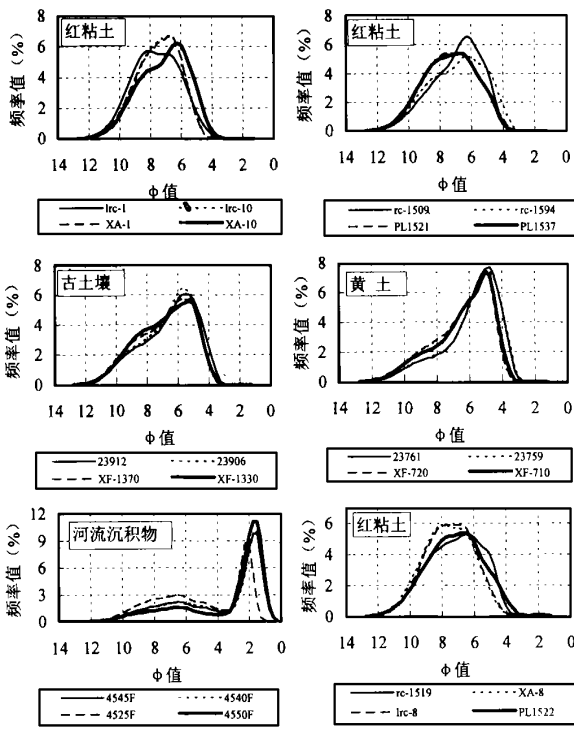 红粘土
频率值（%）
8
6
4
2
0
14 12 10 8 6 4 2 0
φ值
lrc-1 lrc-10
XA-1 XA-10
红粘土
频率值（%）
8
6
4
2
0
14 12 10 8 6 4 2 0
φ值
rc-1509 rc-1594
PL1521 PL1537
古土壤
频率值（%）
8
6
4
2
0
14 12 10 8 6 4 2 0
φ值
23912 23906
XF-1370 XF-1330
黄土
频率值（%）
8
6
4
2
0
14 12 10 8 6 4 2 0
φ值
23761 23759
XF-720 XF-710
河流沉积物
频率值（%）
12
9
6
3
0
14 12 10 8 6 4 2 0
φ值
4545F 4540F
4525F 4550F
红粘土
频率值（%）
6
4
2
0
14 12 10 8 6 4 2 0
φ值
rc-1519 XA-8
lrc-8 PL1522